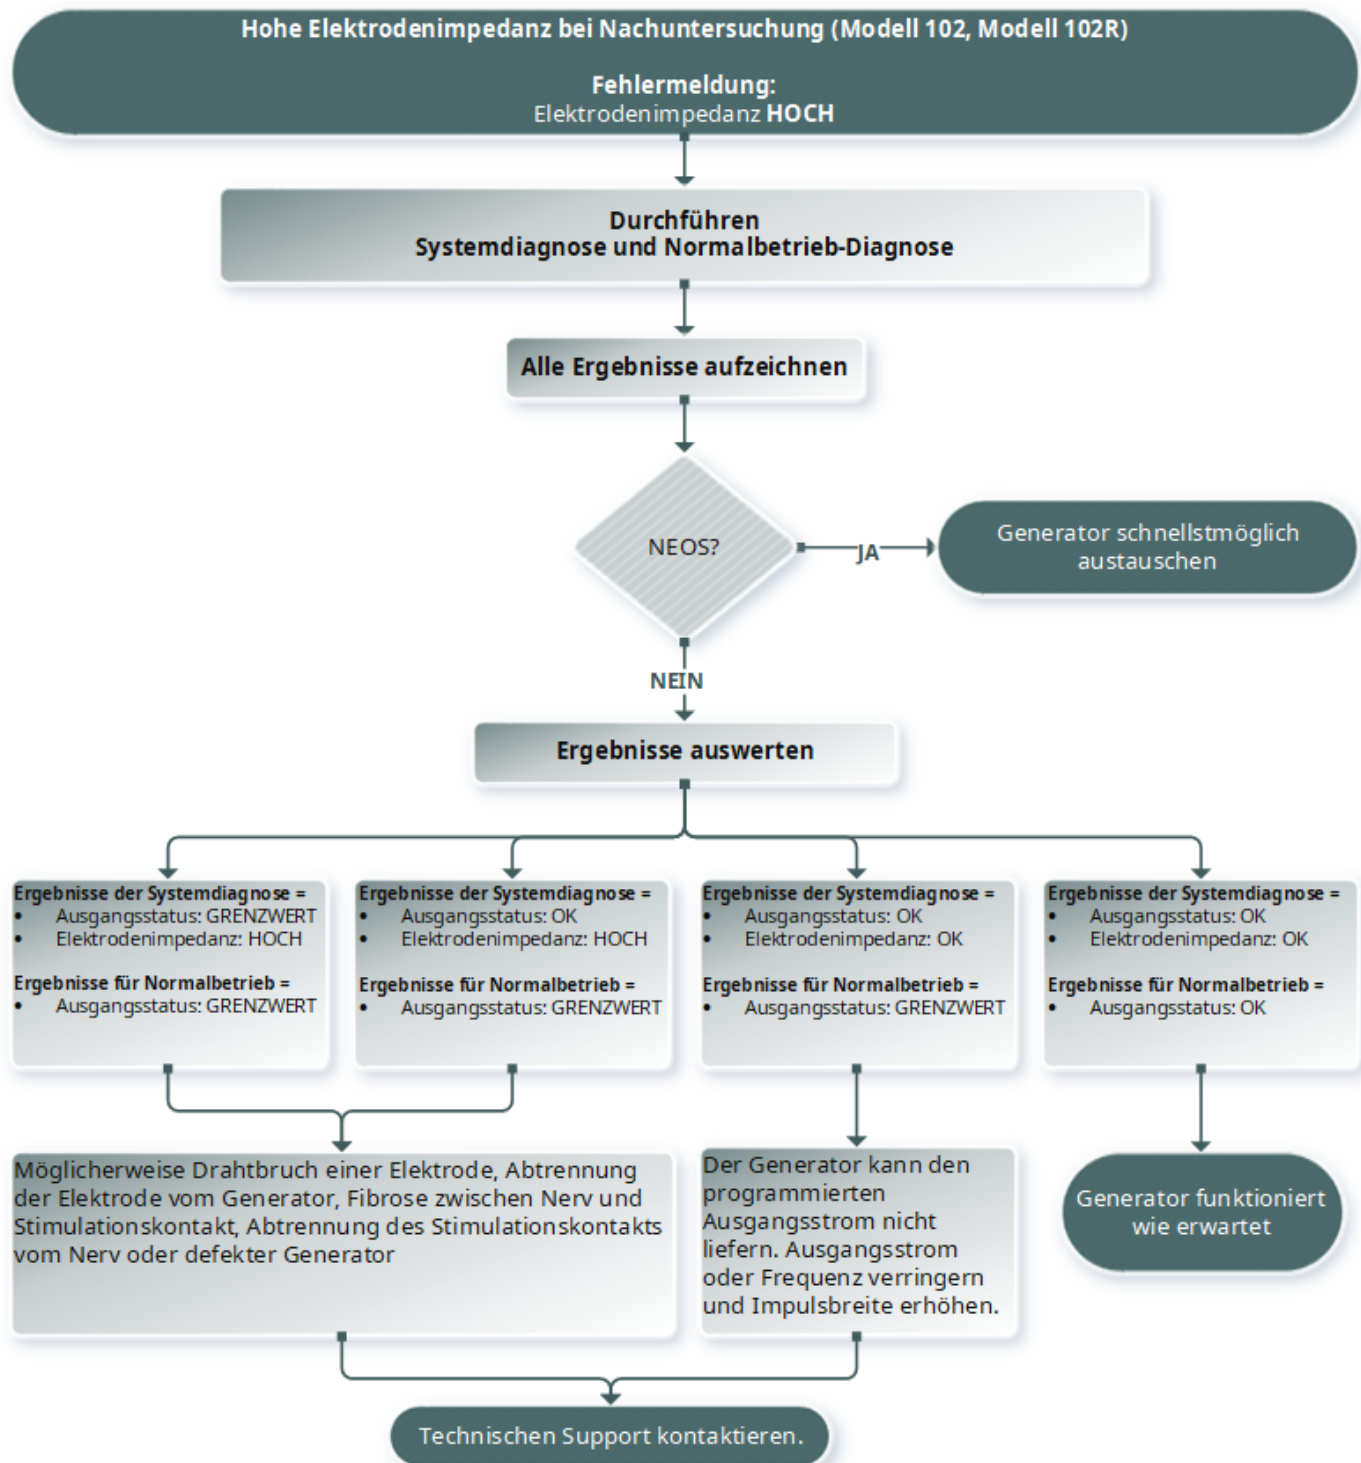 Hohe Elektrodenimpedanz bei Nachuntersuchung (Modell 102, Modell 102R)
Fehlermeldung:
Elektrodenimpedanz HOCH
Durchführen
Systemdiagnose und Normalbetrieb-Diagnose
Alle Ergebnisse aufzeichnen
NEOS?
JA
Generator schnellstmöglich
austauschen
NEIN
Ergebnisse auswerten
Ergebnisse der Systemdiagnose =
• Ausgangsstatus: GRENZWERT
• Elektrodenimpedanz: HOCH
Ergebnisse für Normalbetrieb =
• Ausgangsstatus: GRENZWERT
Ergebnisse der Systemdiagnose =
• Ausgangsstatus: OK
• Elektrodenimpedanz: HOCH
Ergebnisse für Normalbetrieb =
• Ausgangsstatus: GRENZWERT
Ergebnisse der Systemdiagnose =
• Ausgangsstatus: OK
• Elektrodenimpedanz: OK
Ergebnisse für Normalbetrieb =
• Ausgangsstatus: GRENZWERT
Ergebnisse der Systemdiagnose =
• Ausgangsstatus: OK
• Elektrodenimpedanz: OK
Ergebnisse für Normalbetrieb =
• Ausgangsstatus: OK
Möglicherweise Drahtbruch einer Elektrode, Abtrennung
der Elektrode vom Generator, Fibrose zwischen Nerv und
Stimulationskontakt, Abtrennung des Stimulationskontakts
vom Nerv oder defekter Generator
Der Generator kann den
programmierten
Ausgangsstrom nicht
liefern. Ausgangsstrom
oder Frequenz verringern
und Impulsbreite erhöhen.
Generator funktioniert
wie erwartet
Technischen Support kontaktieren.